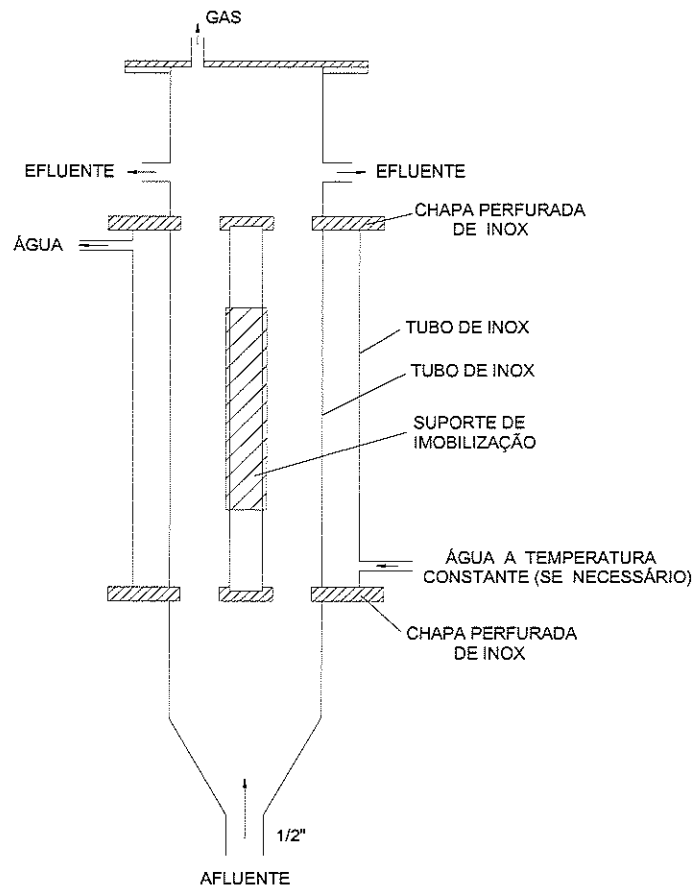 GAS
EFLUENTE
EFLUENTE
CHAPA PERFURADA
DE INOX
ÁGUA
TUBO DE INOX
TUBO DE INOX
SUPORTE DE
IMOBILIZAÇÃO
ÁGUA A TEMPERATURA
CONSTANTE (SE NECESSÁRIO)
CHAPA PERFURADA
DE INOX
1/2"
AFLUENTE